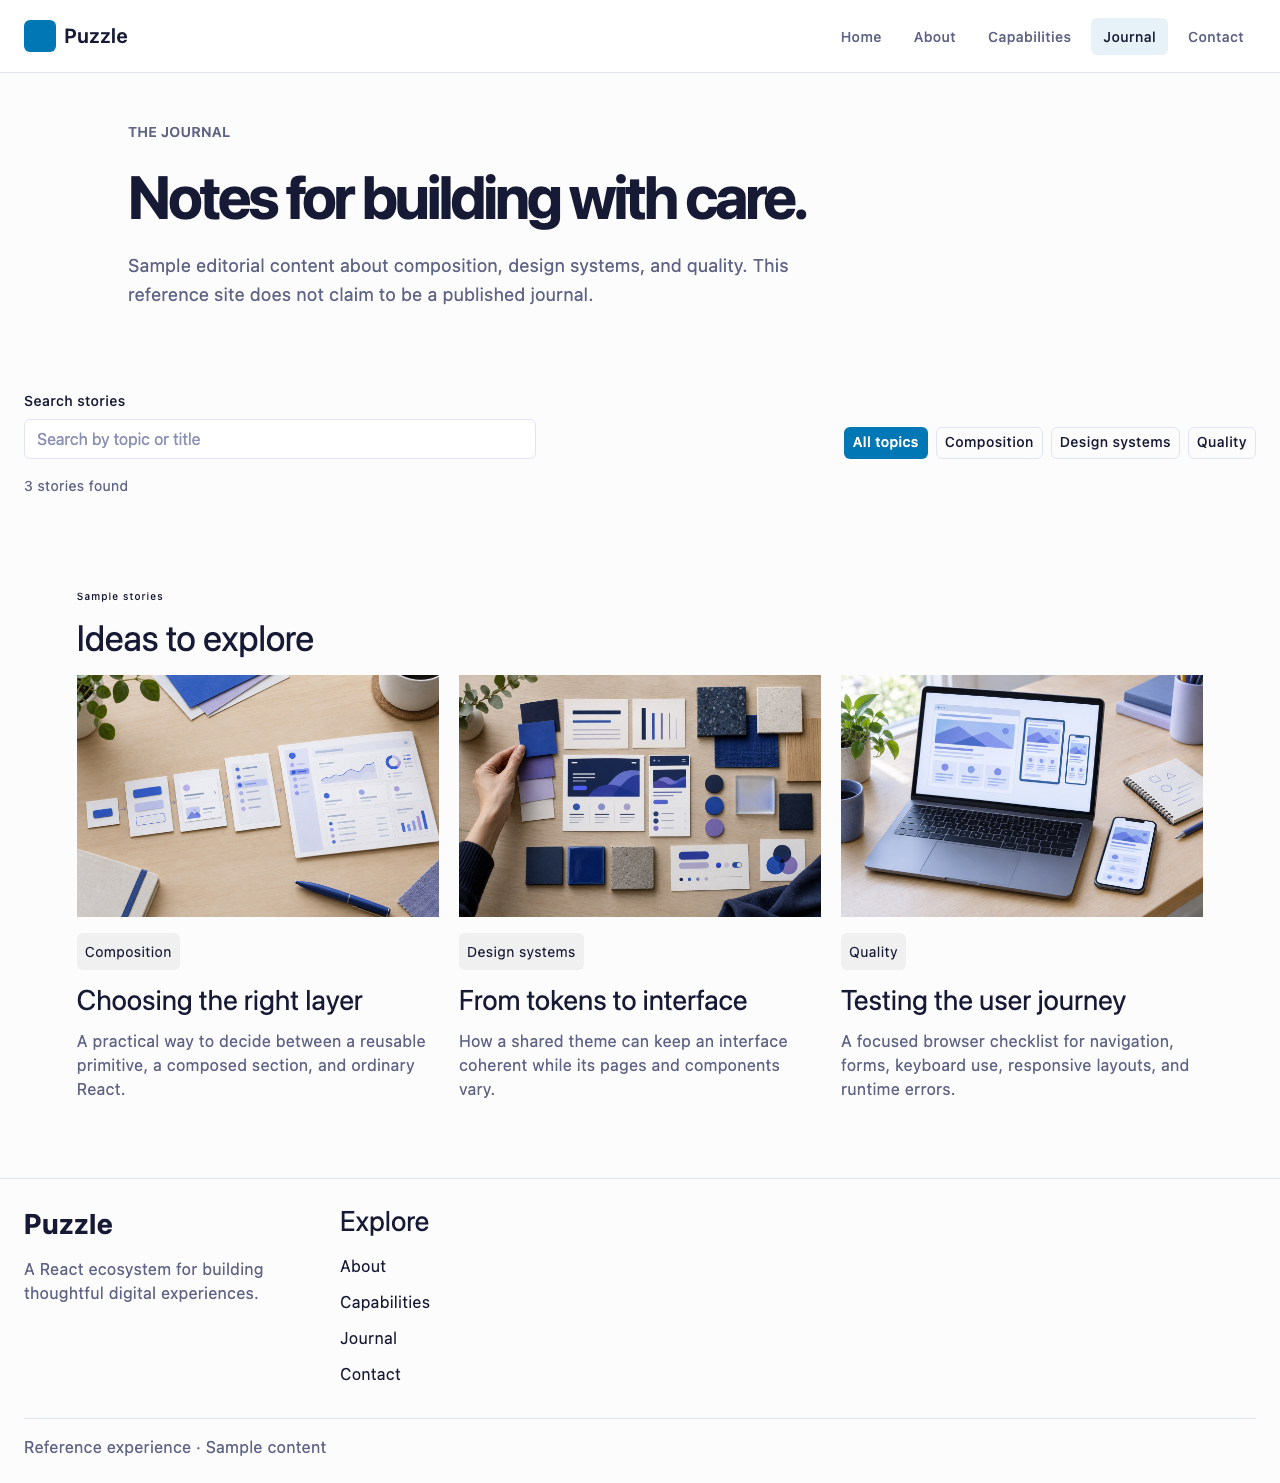 Puzzle
Home
About
Capabilities
Journal
Contact
THE JOURNAL
Notes for building with care.
Sample editorial content about composition, design systems, and quality. This
reference site does not claim to be a published journal.
Search stories
Search by topic or title
All topics
Composition
Design systems
Quality
3 stories found
Sample stories
Ideas to explore
Composition
Choosing the right layer
A practical way to decide between a reusable
primitive, a composed section, and ordinary
React.
Design systems
From tokens to interface
How a shared theme can keep an interface
coherent while its pages and components
vary.
Quality
Testing the user journey
A focused browser checklist for navigation,
forms, keyboard use, responsive layouts, and
runtime errors.
Puzzle
A React ecosystem for building
thoughtful digital experiences.
Explore
About
Capabilities
Journal
Contact
Reference experience · Sample content